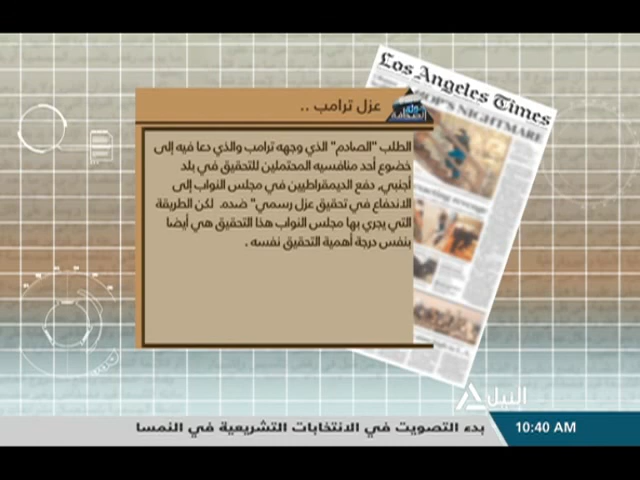 Los Angeles Times
NIGHTMARE
عزل ترامب ..
الصحافة
الطلب "الصادم" الذي وجهه ترامب والذي دعا فيه إلى
خضوع أحد منافسيه المحتملين للتحقيق في بلد
أجنبي، دفع الديمقراطيين في مجلس النواب إلى
الاندفاع في تحقيق عزل رسمي" ضده. لكن الطريقة
التي يجري بها مجلس النواب هذا التحقيق هي أيضا
بنفس درجة أهمية التحقيق نفسه .
النيل
بدء التصويت في الانتخابات التشريعية في النمسا
10:40 AM